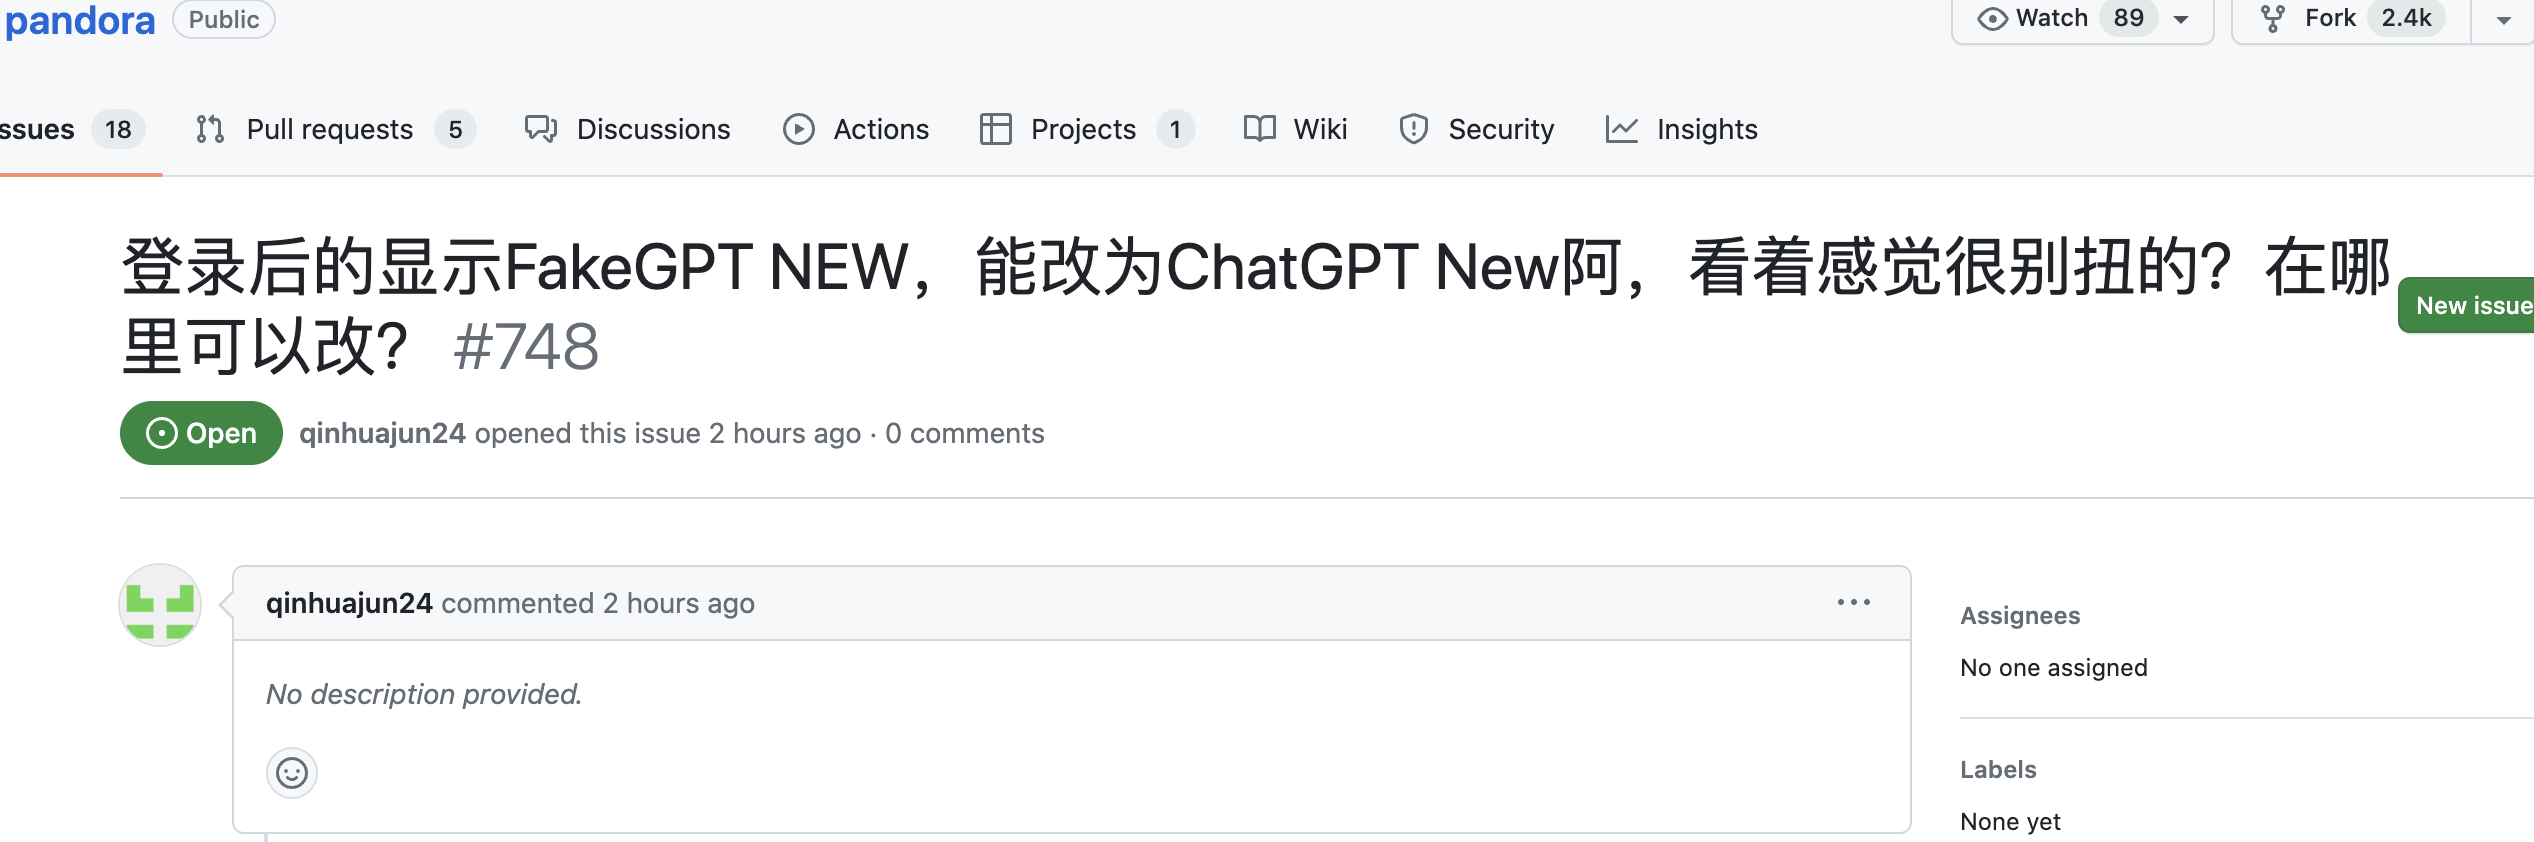 pandora Public Watch 89 Fork 2.4k
ssues 18 Pull requests 5 Discussions Actions Projects 1 Wiki Security Insights
登录后的显示FakeGPT NEW，能改为ChatGPT New阿，看着感觉很别扭的？在哪
里可以改？ #748
New issue
Open qinhuajun24 opened this issue 2 hours ago · 0 comments
qinhuajun24 commented 2 hours ago
No description provided.
Assignees
No one assigned
Labels
None yet